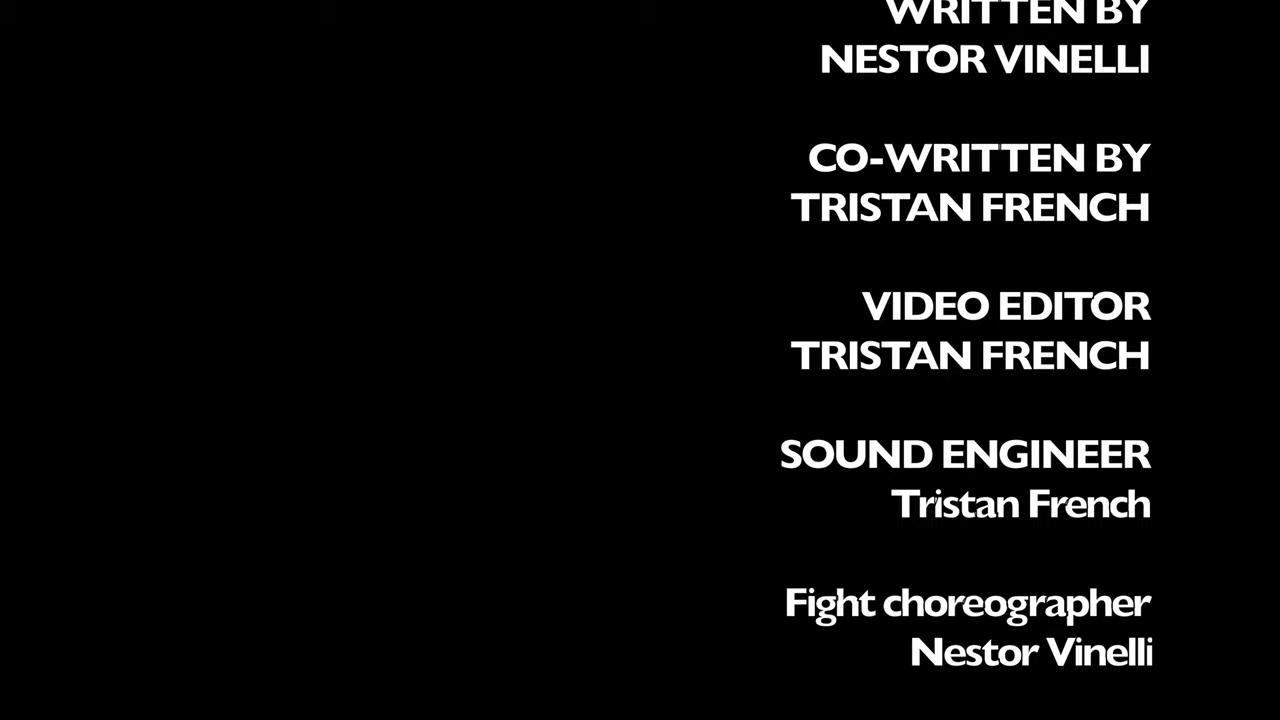 WRITTEN BY
NESTOR VINELLI
CO-WRITTEN BY
TRISTAN FRENCH
VIDEO EDITOR
TRISTAN FRENCH
SOUND ENGINEER
Tristan French
Fight choreographer
Nestor Vinelli